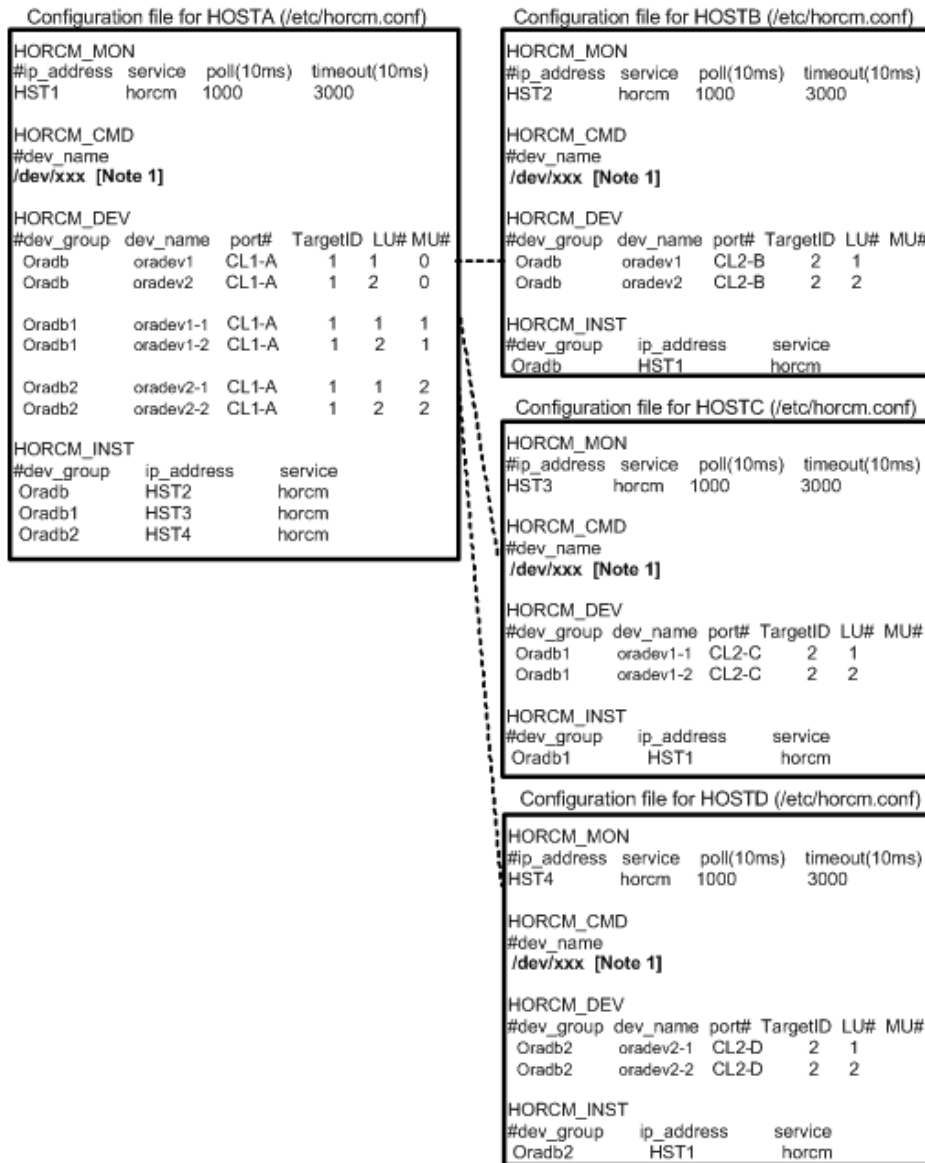 Configuration file for HOSTA (/etc/horcm.conf)
HORCM_MON
#ip_address service poll(10ms) timeout(10ms)
HST1 horcm 1000 3000
HORCM_CMD
#dev_name
/dev/xxx [Note 1]
HORCM_DEV
#dev_group dev_name port# TargetID LU# MU#
Oradb oradev1 CL1-A 1 1 0
Oradb oradev2 CL1-A 1 2 0
Oradb1 oradev1-1 CL1-A 1 1 1
Oradb1 oradev1-2 CL1-A 1 2 1
Oradb2 oradev2-1 CL1-A 1 1 2
Oradb2 oradev2-2 CL1-A 1 2 2
HORCM_INST
#dev_group ip_address service
Oradb HST2 horcm
Oradb1 HST3 horcm
Oradb2 HST4 horcm
Configuration file for HOSTB (/etc/horcm.conf)
HORCM_MON
#ip_address service poll(10ms) timeout(10ms)
HST2 horcm 1000 3000
HORCM_CMD
#dev_name
/dev/xxx [Note 1]
HORCM_DEV
#dev_group dev_name port# TargetID LU# MU#
Oradb oradev1 CL2-B 2 1
Oradb oradev2 CL2-B 2 2
HORCM_INST
#dev_group ip_address service
Oradb HST1 horcm
Configuration file for HOSTC (/etc/horcm.conf)
HORCM_MON
#ip_address service poll(10ms) timeout(10ms)
HST3 horcm 1000 3000
HORCM_CMD
#dev_name
/dev/xxx [Note 1]
HORCM_DEV
#dev_group dev_name port# TargetID LU# MU#
Oradb1 oradev1-1 CL2-C 2 1
Oradb1 oradev1-2 CL2-C 2 2
HORCM_INST
#dev_group ip_address service
Oradb1 HST1 horcm
Configuration file for HOSTD (/etc/horcm.conf)
HORCM_MON
#ip_address service poll(10ms) timeout(10ms)
HST4 horcm 1000 3000
HORCM_CMD
#dev_name
/dev/xxx [Note 1]
HORCM_DEV
#dev_group dev_name port# TargetID LU# MU#
Oradb2 oradev2-1 CL2-D 2 1
Oradb2 oradev2-2 CL2-D 2 2
HORCM_INST
#dev_group ip_address service
Oradb2 HST1 horcm